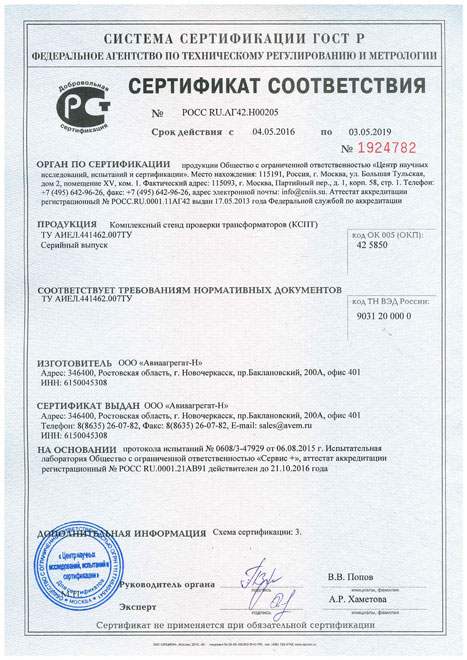 СИСТЕМА СЕРТИФИКАЦИИ ГОСТ Р
ФЕДЕРАЛЬНОЕ АГЕНТСТВО ПО ТЕХНИЧЕСКОМУ РЕГУЛИРОВАНИЮ И МЕТРОЛОГИИ
Добровольная
сертификация
СЕРТИФИКАТ СООТВЕТСТВИЯ
№ РОСС RU.АГ42.Н00205
Срок действия с 04.05.2016 по 03.05.2019
№ 1924782
ОРГАН ПО СЕРТИФИКАЦИИ продукции Общество с ограниченной ответственностью «Центр научных
исследований, испытаний и сертификации». Место нахождения: 115191, Россия, г. Москва, ул. Большая Тульская,
дом 2, помещение XV, ком. 1. Фактический адрес: 115093, г. Москва, Партийный пер., д. 1, корп. 58, стр. 1. Телефон:
+7 (495) 642-96-26, факс: +7 (495) 642-96-26, адрес электронной почты: info@cniis.su. Аттестат аккредитации
регистрационный № РОСС RU.0001.11АГ42 выдан 17.05.2013 года Федеральной службой по аккредитации
ПРОДУКЦИЯ Комплексный стенд проверки трансформаторов (КСПТ)
ТУ АИЕЛ.441462.007ТУ
Серийный выпуск
код ОК 005 (ОКП):
42 5850
СООТВЕТСТВУЕТ ТРЕБОВАНИЯМ НОРМАТИВНЫХ ДОКУМЕНТОВ
ТУ АИЕЛ.441462.007ТУ
код ТН ВЭД России:
9031 20 000 0
ИЗГОТОВИТЕЛЬ ООО «Авиаагрегат-Н»
Адрес: 346400, Ростовская область, г. Новочеркасск, пр.Баклановский, 200А, офис 401
ИНН: 6150045308
СЕРТИФИКАТ ВЫДАН ООО «Авиаагрегат-Н»
Адрес: 346400, Ростовская область, г. Новочеркасск, пр.Баклановский, 200А, офис 401
Телефон: 8(8635) 26-07-82, Факс: 8(8635) 26-07-82, E-mail: sales@avem.ru
ИНН: 6150045308
НА ОСНОВАНИИ протокола испытаний № 0608/3-47929 от 06.08.2015 г. Испытательная
лаборатория Общество с ограниченной ответственностью «Сервис +», аттестат аккредитации
регистрационный № РОСС RU.0001.21АВ91 действителен до 21.10.2016 года
ДОПОЛНИТЕЛЬНАЯ ИНФОРМАЦИЯ Схема сертификации: 3.
«Центр научных
исследований, испытаний и
сертификации»
Для сертификатов
МОСКВА
М.П.
Руководитель органа
подпись
В.В. Попов
инициалы, фамилия
Эксперт
подпись
А.Р. Хаметова
инициалы, фамилия
Сертификат не применяется при обязательной сертификации